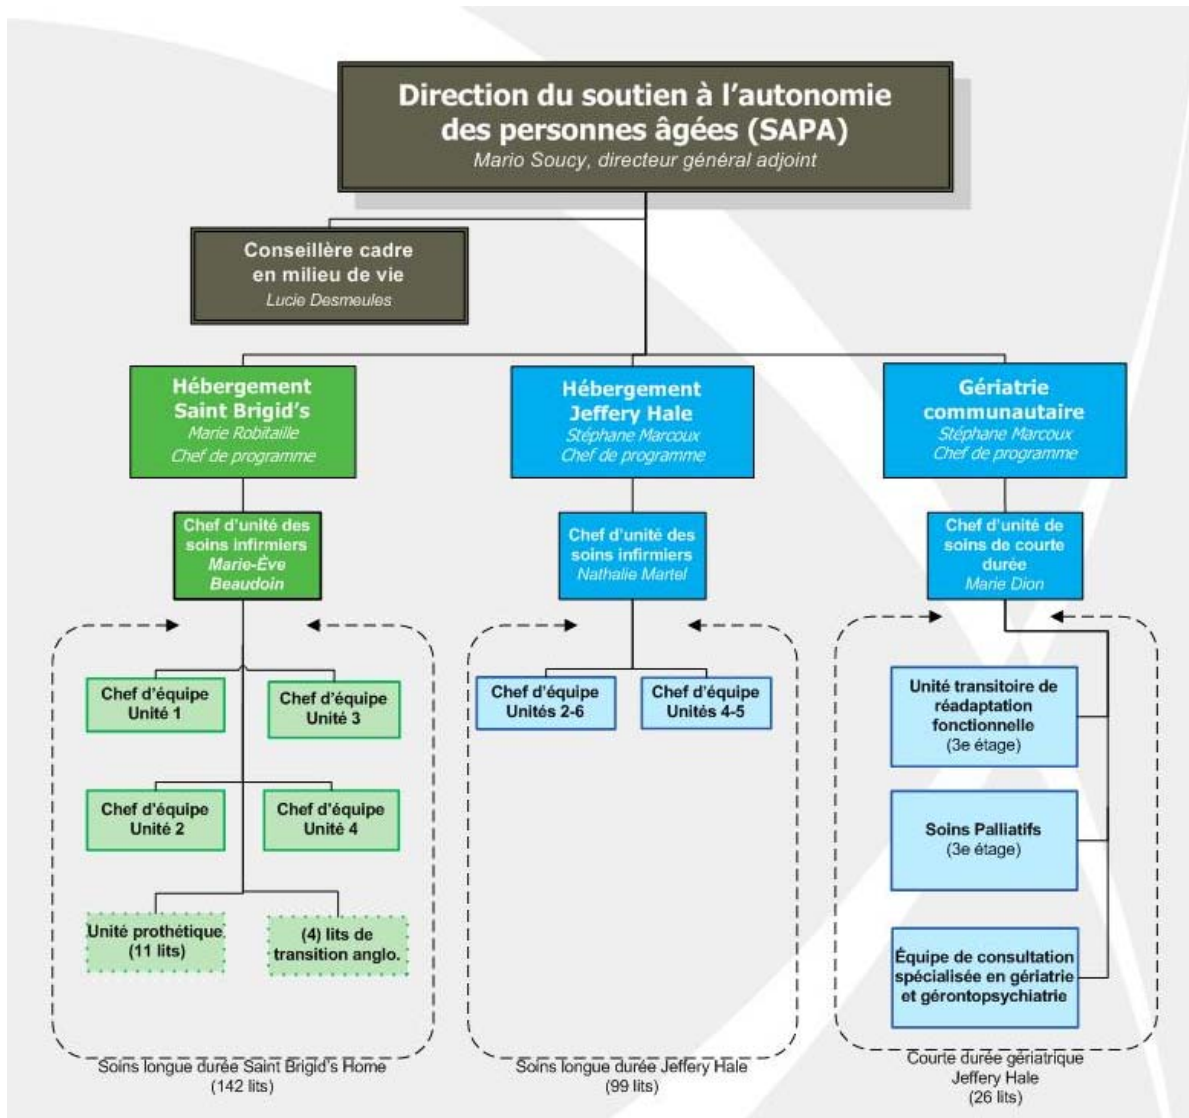 Direction du soutien à l'autonomie
des personnes âgées (SAPA)
Mario Soucy, directeur général adjoint
Conseillère cadre
en milieu de vie
Lucie Desmeules
Hébergement
Saint Brigid's
Marie Robitaille
Chef de programme
Hébergement
Jeffery Hale
Stéphane Marcoux
Chef de programme
Gériatrie
communautaire
Stéphane Marcoux
Chef de programme
Chef d'unité des
soins infirmiers
Marie-Ève
Beaudoin
Chef d'unité des
soins infirmiers
Nathalie Martel
Chef d'unité de
soins de courte
durée
Marie Dion
Chef d'équipe
Unité 1
Chef d'équipe
Unité 3
Chef d'équipe
Unité 2
Chef d'équipe
Unité 4
Unité prothétique
(11 lits)
(4) lits de
transition anglo.
Soins longue durée Saint Brigid's Home
(142 lits)
Chef d'équipe
Unités 2-6
Chef d'équipe
Unités 4-5
Soins longue durée Jeffery Hale
(99 lits)
Unité transitoire de
réadaptation
fonctionnelle
(3e étage)
Soins Palliatifs
(3e étage)
Équipe de consultation
spécialisée en gériatrie
et gérontopsychiatrie
Courte durée gériatrique
Jeffery Hale
(26 lits)